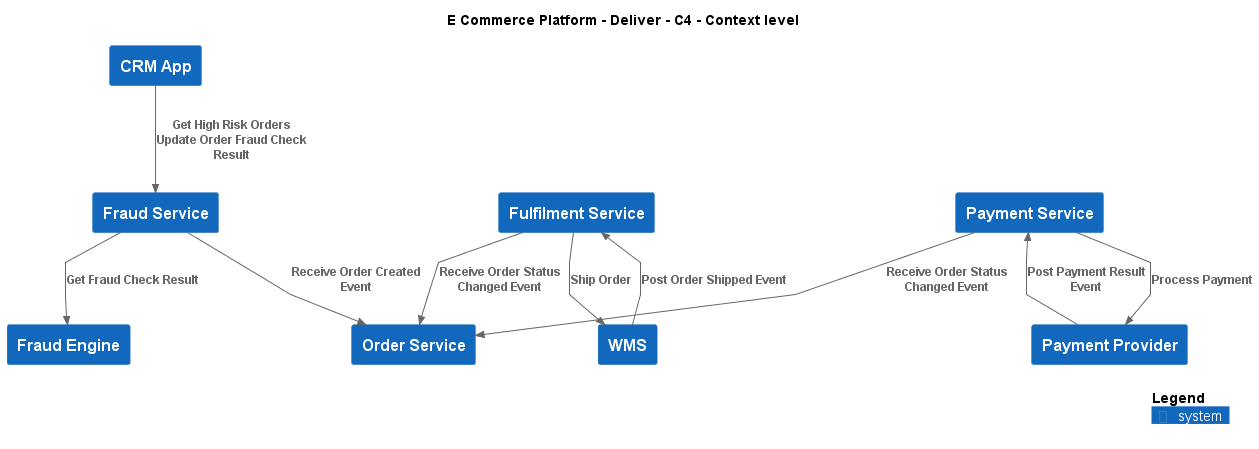 E Commerce Platform - Deliver - C4 - Context level
CRM App
Get High Risk Orders
Update Order Fraud Check
Result
Fraud Service
Fulfilment Service
Payment Service
Get Fraud Check Result
Receive Order Created
Event
Receive Order Status
Changed Event
Ship Order
Post Order Shipped Event
Receive Order Status
Changed Event
Post Payment Result
Event
Process Payment
Fraud Engine
Order Service
WMS
Payment Provider
Legend
system